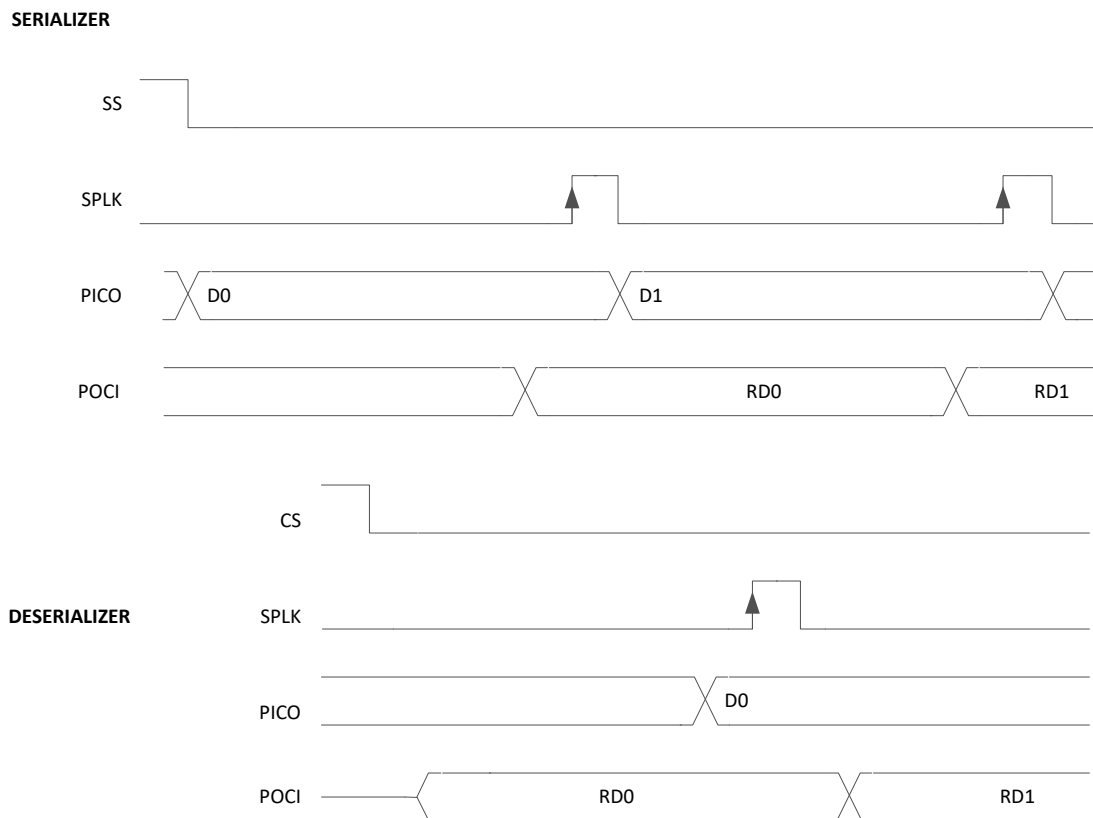 SERIALIZER
SS
SPLK
PICO D0 D1
POCI RD0 RD1
CS
DESERIALIZER SPLK
PICO D0
POCI RD0 RD1